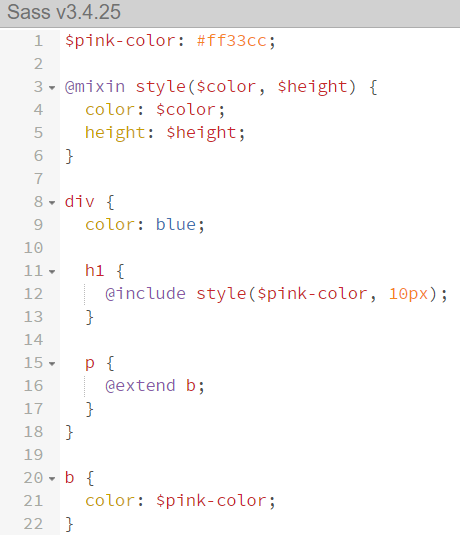 Sass v3.4.25
1 $pink-color: #ff33cc;
2
3 @mixin style($color, $height) {
4   color: $color;
5   height: $height;
6 }
7
8 div {
9   color: blue;
10
11   h1 {
12     @include style($pink-color, 10px);
13   }
14
15   p {
16     @extend b;
17   }
18 }
19
20 b {
21   color: $pink-color;
22 }